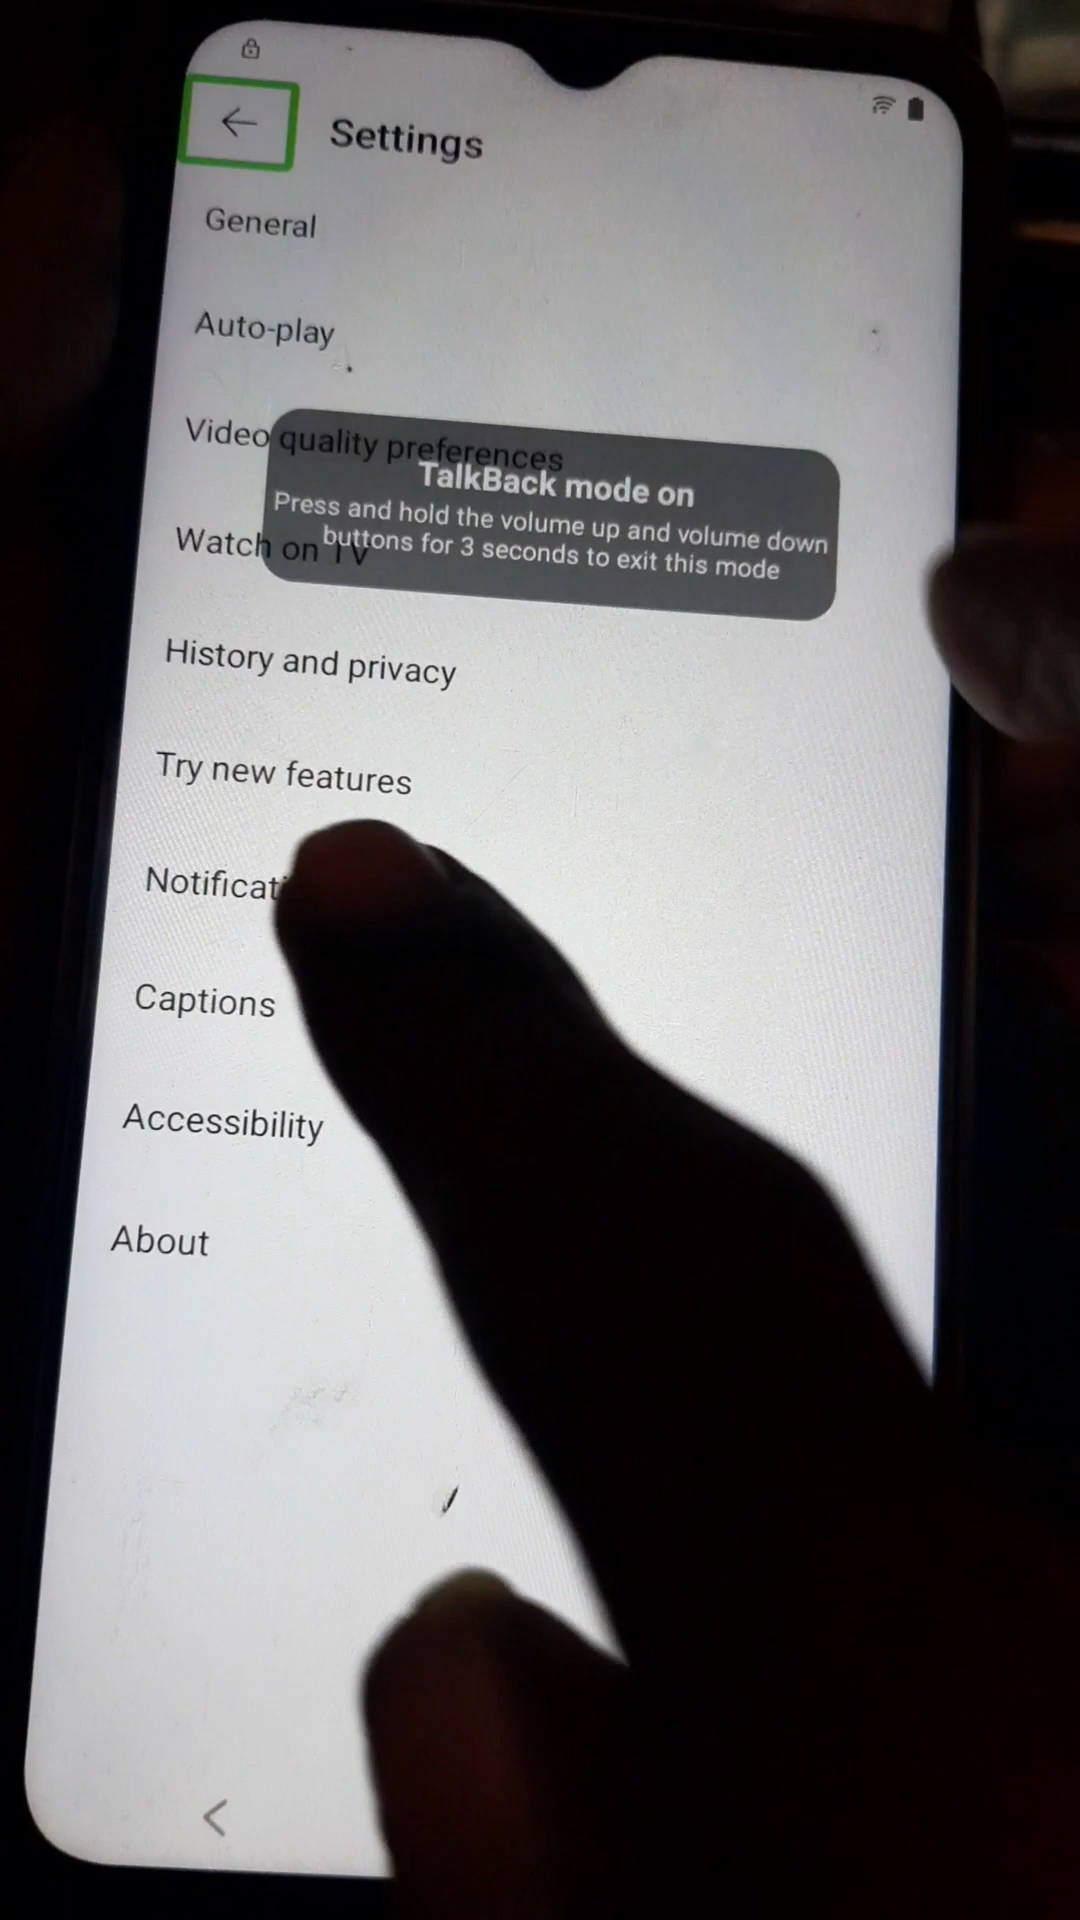 Settings
General
Auto-play
Video quality preferences
TalkBack mode on
Press and hold the volume up and volume down
buttons for 3 seconds to exit this mode
Watch on TV
History and privacy
Try new features
Captions
Accessibility
About